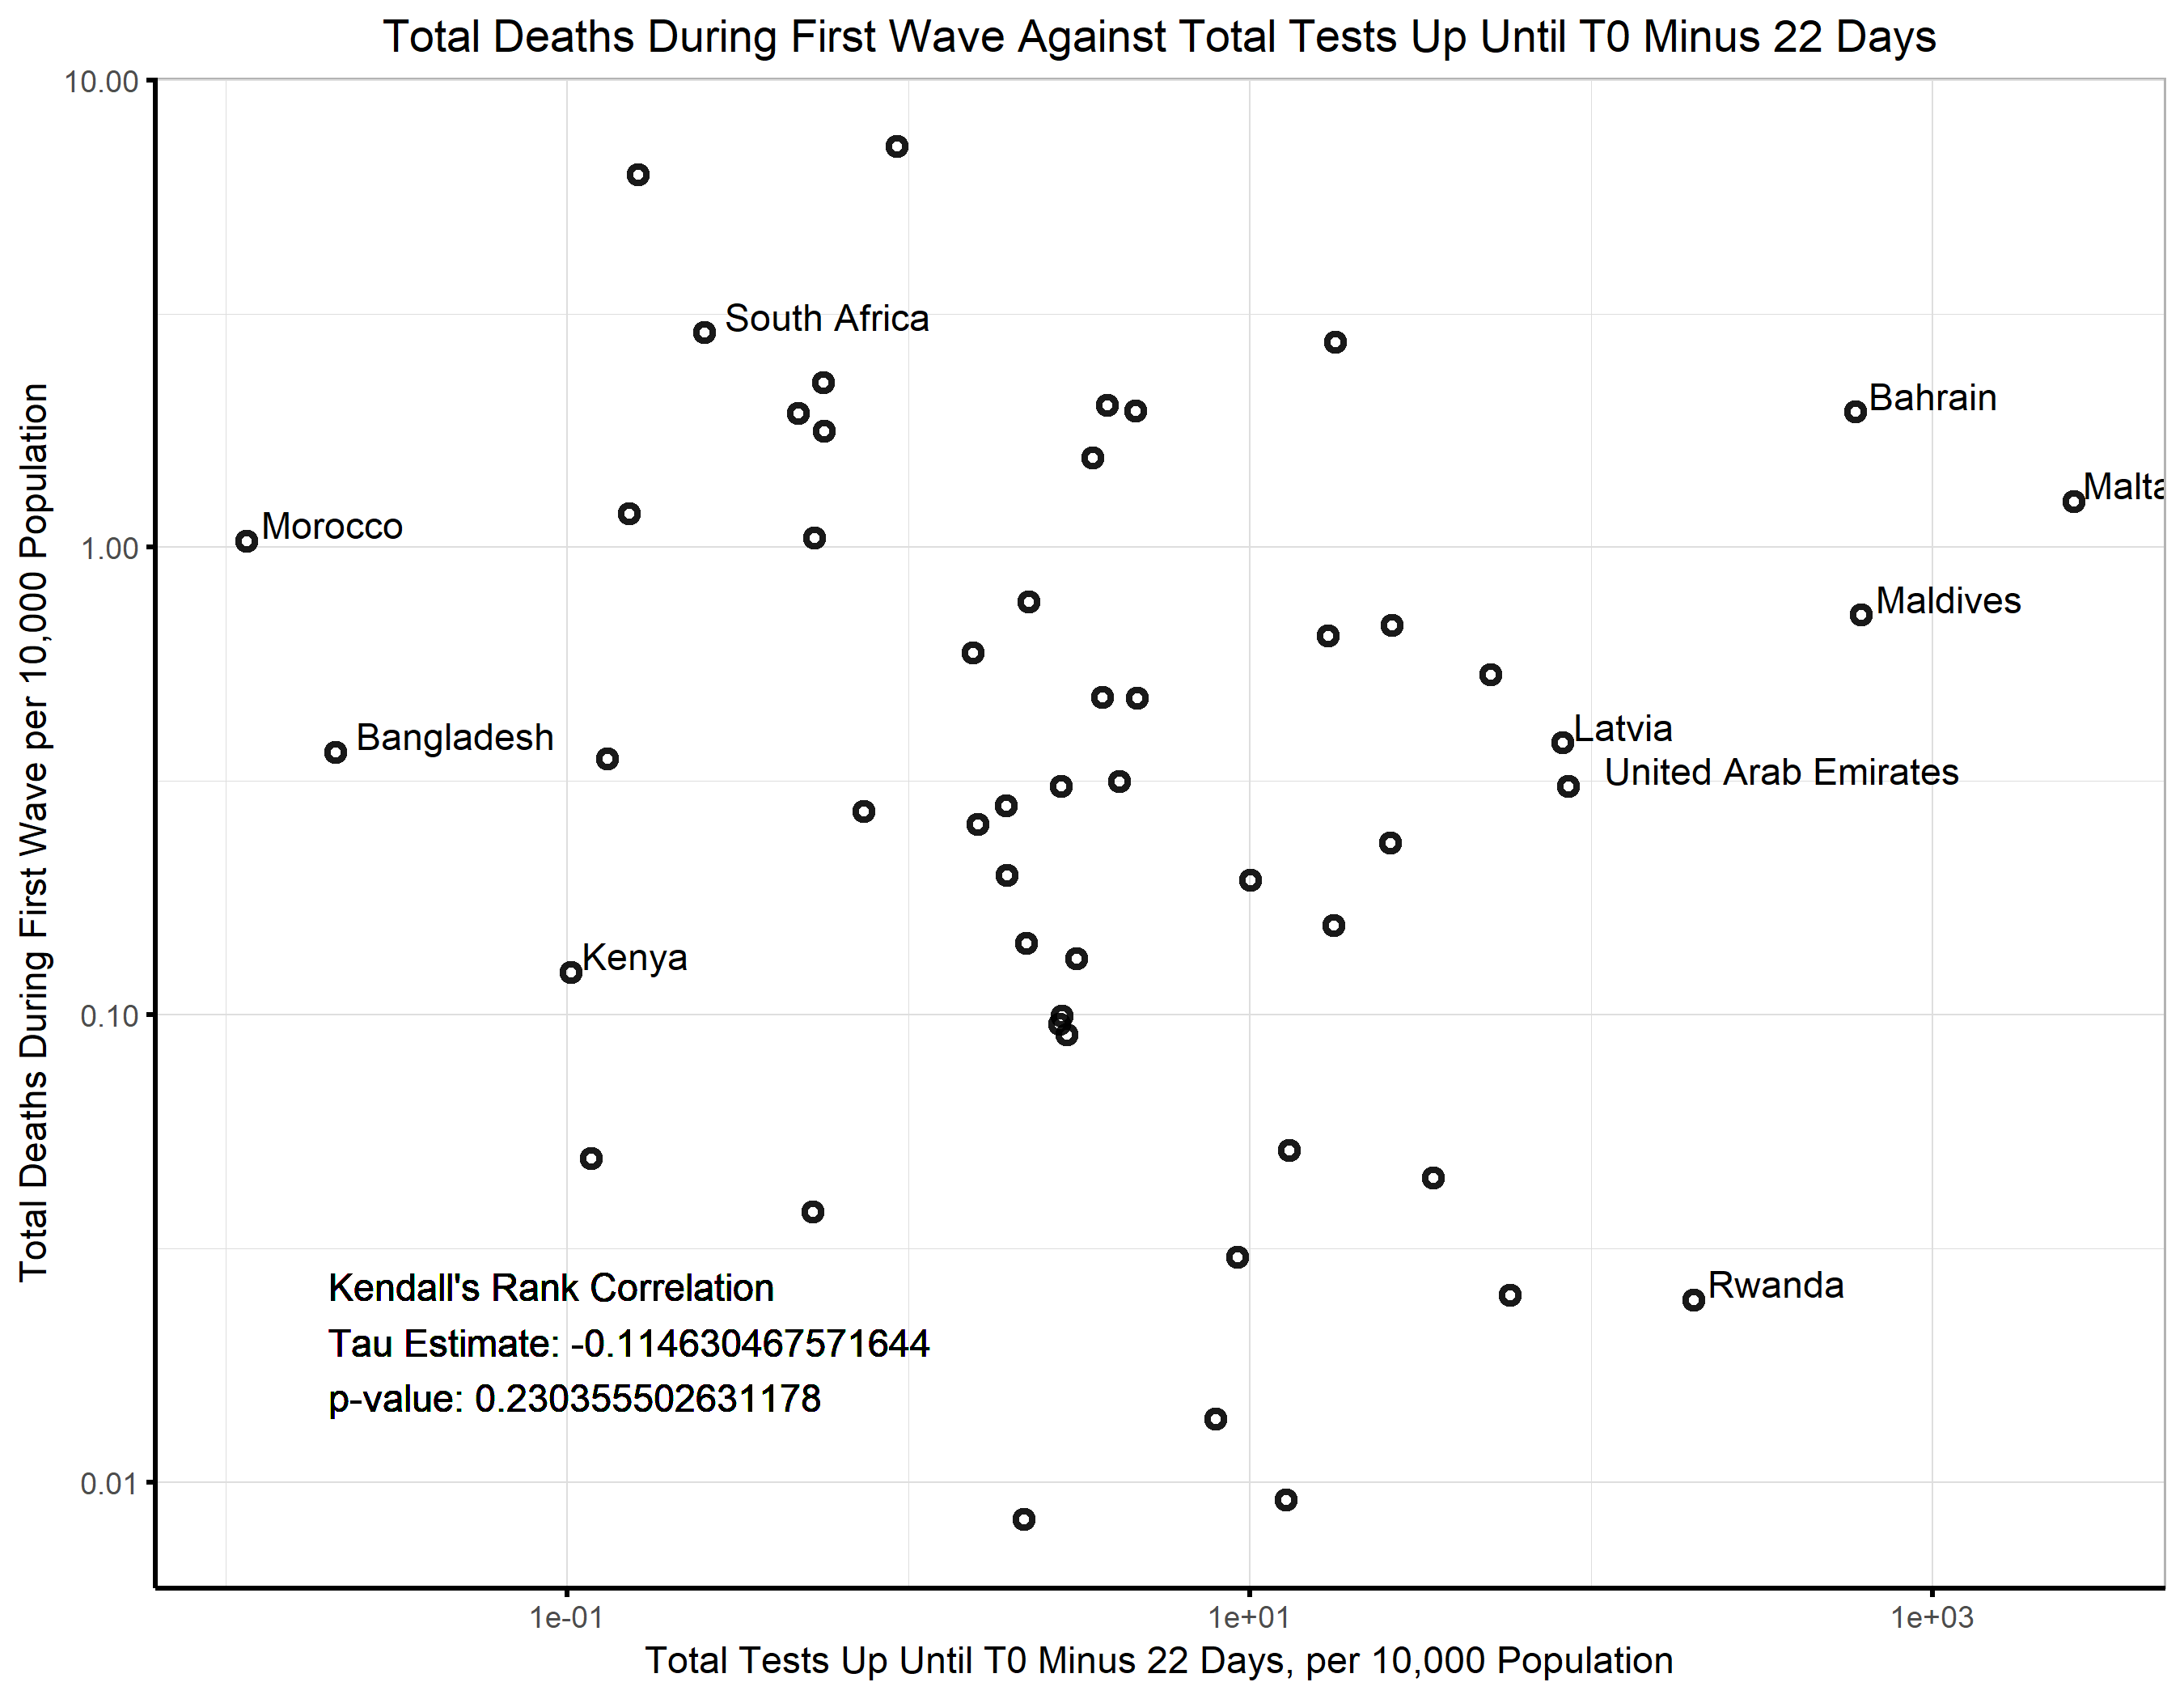 Total Deaths During First Wave Against Total Tests Up Until T0 Minus 22 Days
Total Deaths During First Wave per 10,000 Population
10.00
1.00
0.10
0.01
South Africa
Bahrain
Malta
Morocco
Maldives
Latvia
Bangladesh
United Arab Emirates
Kenya
Rwanda
Kendall's Rank Correlation
Tau Estimate: -0.114630467571644
p-value: 0.230355502631178
1e-01
1e+01
1e+03
Total Tests Up Until T0 Minus 22 Days, per 10,000 Population